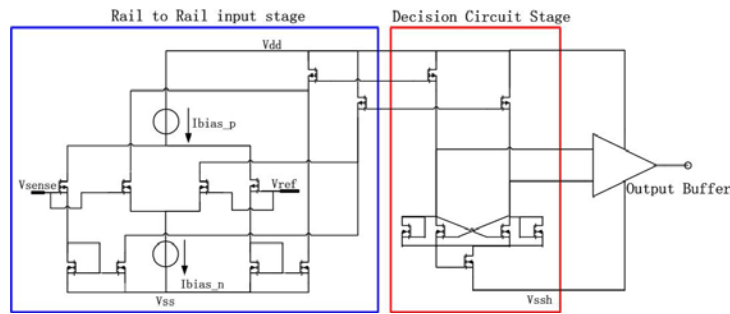 Rail to Rail input stage
Decision Circuit Stage
Vdd
Ibias_p
Vsense
Vref
Output Buffer
Ibias_n
Vss
Vssh